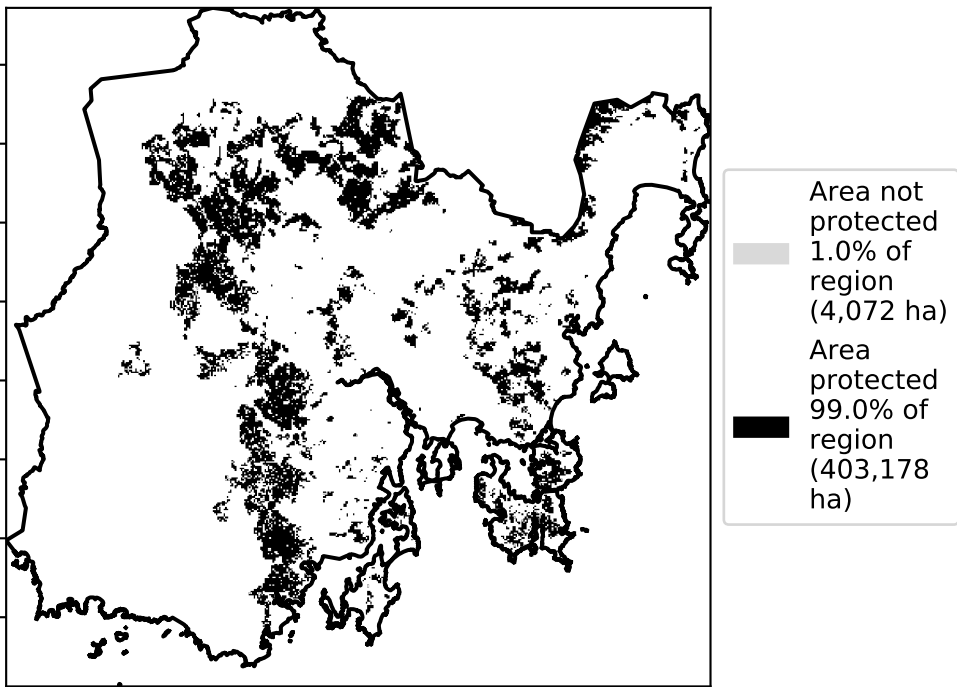 Area not
protected
1.0% of
region
(4,072 ha)
Area
protected
99.0% of
region
(403,178
ha)